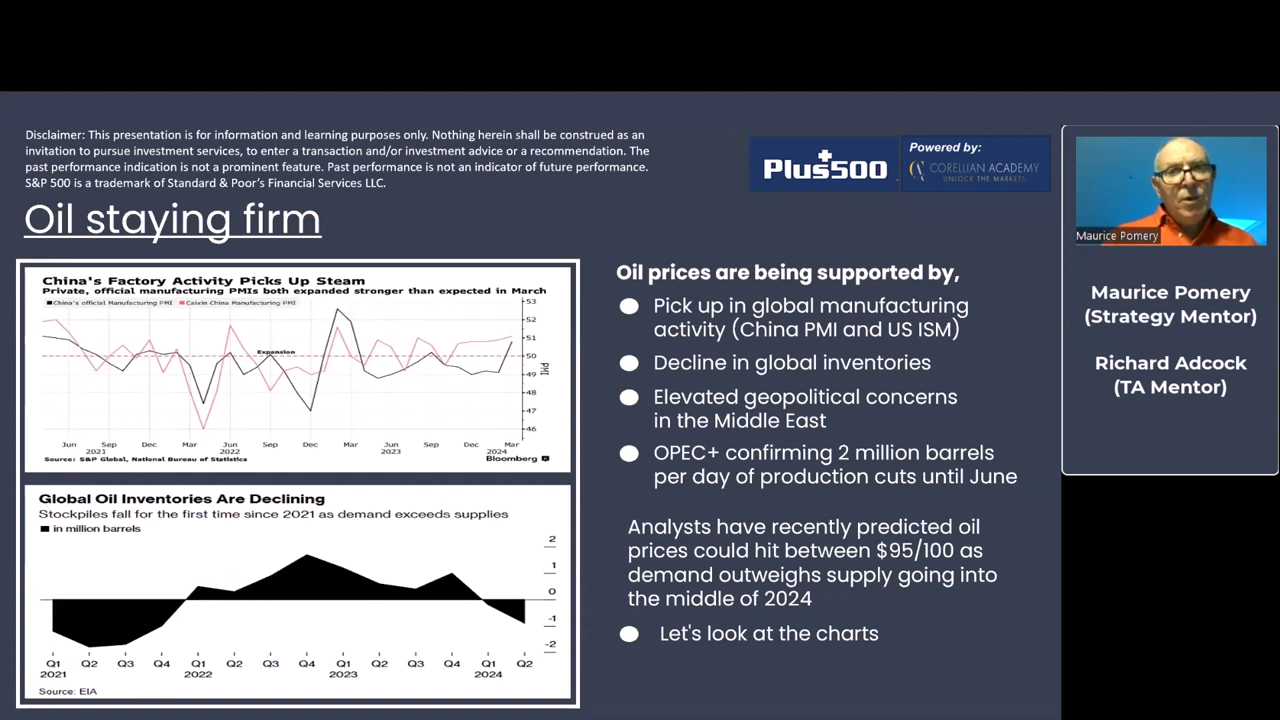 Disclaimer: This presentation is for information and learning purposes only. Nothing herein shall be construed as an
invitation to pursue investment services, to enter a transaction and/or investment advice or a recommendation. The
past performance indication is not a prominent feature. Past performance is not an indicator of future performance.
S&P 500 is a trademark of Standard & Poor's Financial Services LLC.
Plus500
Powered by:
CORELLIAN ACADEMY
UNLOCK THE MARKETS
Oil staying firm
China's Factory Activity Picks Up Steam
Private, official manufacturing PMIs both expanded stronger than expected in March
China's official Manufacturing PMI Caixin China Manufacturing PMI
53
52
51
50
49
48
47
46
PMI
Expansion
Jun Sep Dec Mar Jun Sep Dec Mar Jun Sep Dec Mar
2021 2022 2023 2024
Source: S&P Global, National Bureau of Statistics
Bloomberg
Global Oil Inventories Are Declining
Stockpiles fall for the first time since 2021 as demand exceeds supplies
in million barrels
2
1
0
-1
-2
Q1 Q2 Q3 Q4 Q1 Q2 Q3 Q4 Q1 Q2 Q3 Q4 Q1 Q2
2021 2022 2023 2024
Source: EIA
Oil prices are being supported by,
Pick up in global manufacturing
activity (China PMI and US ISM)
Decline in global inventories
Elevated geopolitical concerns
in the Middle East
OPEC+ confirming 2 million barrels
per day of production cuts until June
Analysts have recently predicted oil
prices could hit between $95/100 as
demand outweighs supply going into
the middle of 2024
Let's look at the charts
Maurice Pomery
Maurice Pomery
(Strategy Mentor)
Richard Adcock
(TA Mentor)